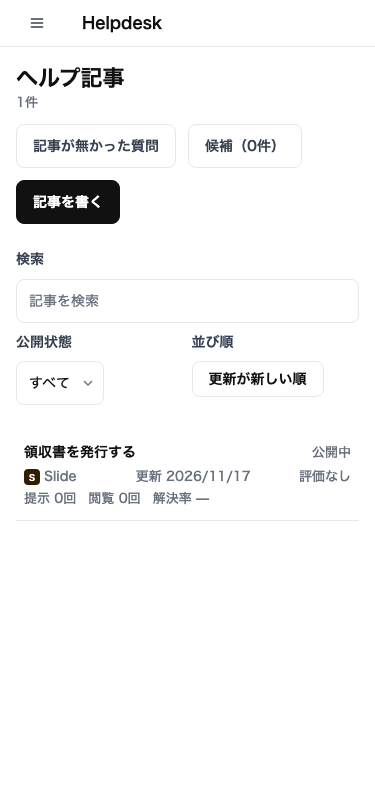 Helpdesk
ヘルプ記事
1件
記事が無かった質問
候補（0件）
記事を書く
検索
記事を検索
公開状態
並び順
すべて
更新が新しい順
領収書を発行する
公開中
S Slide
更新 2026/11/17
評価なし
提示 0回 閲覧 0回 解決率 —